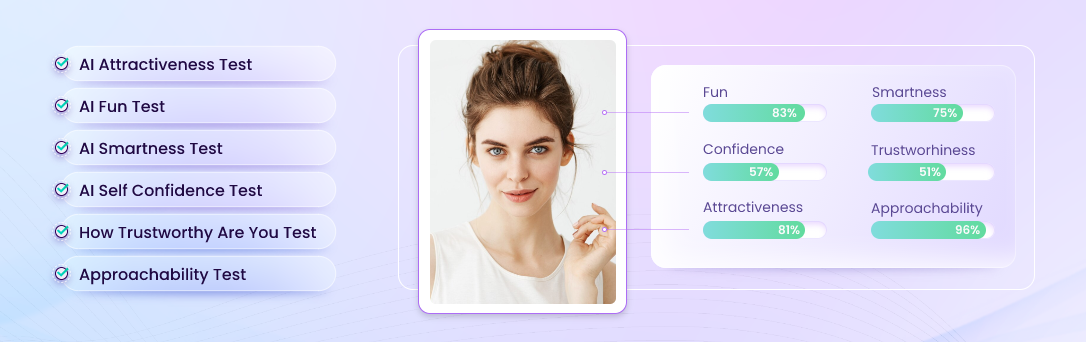 AI Attractiveness Test
AI Fun Test
AI Smartness Test
AI Self Confidence Test
How Trustworthy Are You Test
Approachability Test
Fun
83%
Smartness
75%
Confidence
57%
Trustworhiness
51%
Attractiveness
81%
Approachability
96%